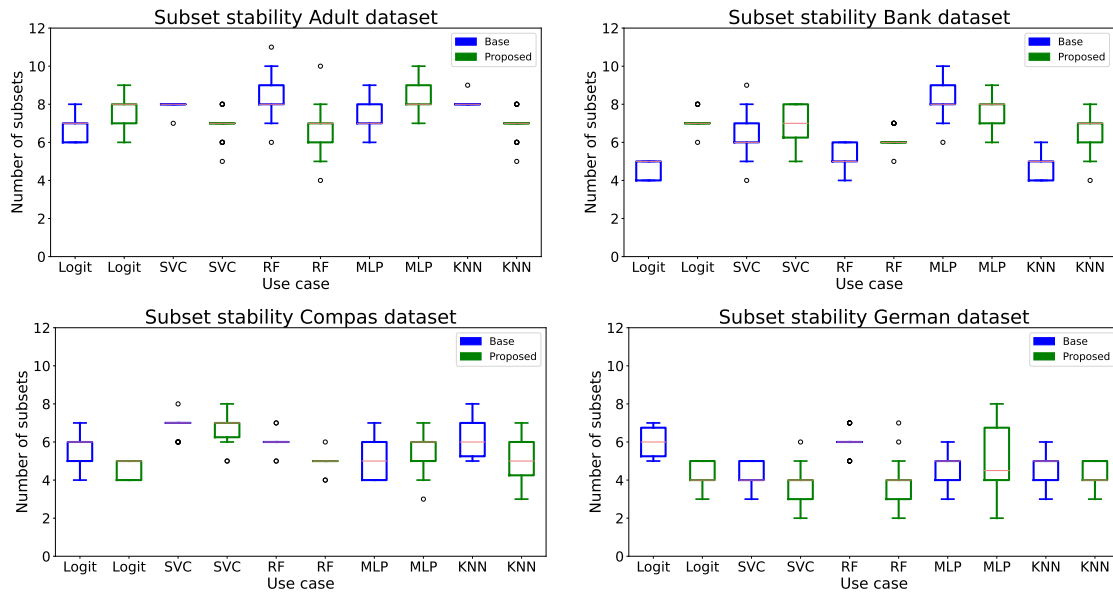 Subset stability Adult dataset
12
10
8
6
4
2
0
Number of subsets
Base
Proposed
Logit Logit SVC SVC RF RF MLP MLP KNN KNN
Use case
Subset stability Bank dataset
12
10
8
6
4
2
0
Number of subsets
Base
Proposed
Logit Logit SVC SVC RF RF MLP MLP KNN KNN
Use case
Subset stability Compas dataset
12
10
8
6
4
2
0
Number of subsets
Base
Proposed
Logit Logit SVC SVC RF RF MLP MLP KNN KNN
Use case
Subset stability German dataset
12
10
8
6
4
2
0
Number of subsets
Base
Proposed
Logit Logit SVC SVC RF RF MLP MLP KNN KNN
Use case